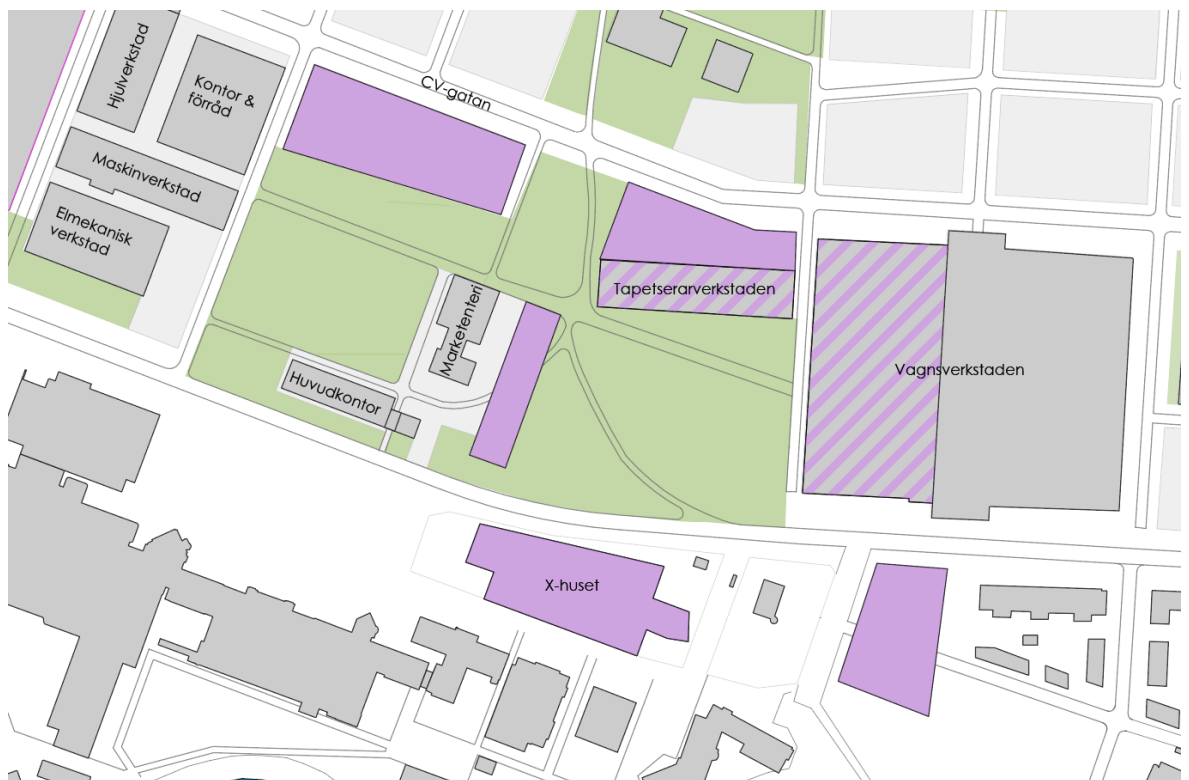 Hjulverkstad
Kontor &
förråd
CV-gatan
Maskinverkstad
Elmekanisk
verkstad
Tapetserarverkstaden
Marketenteri
Vagnsverkstaden
Huvudkontor
X-huset